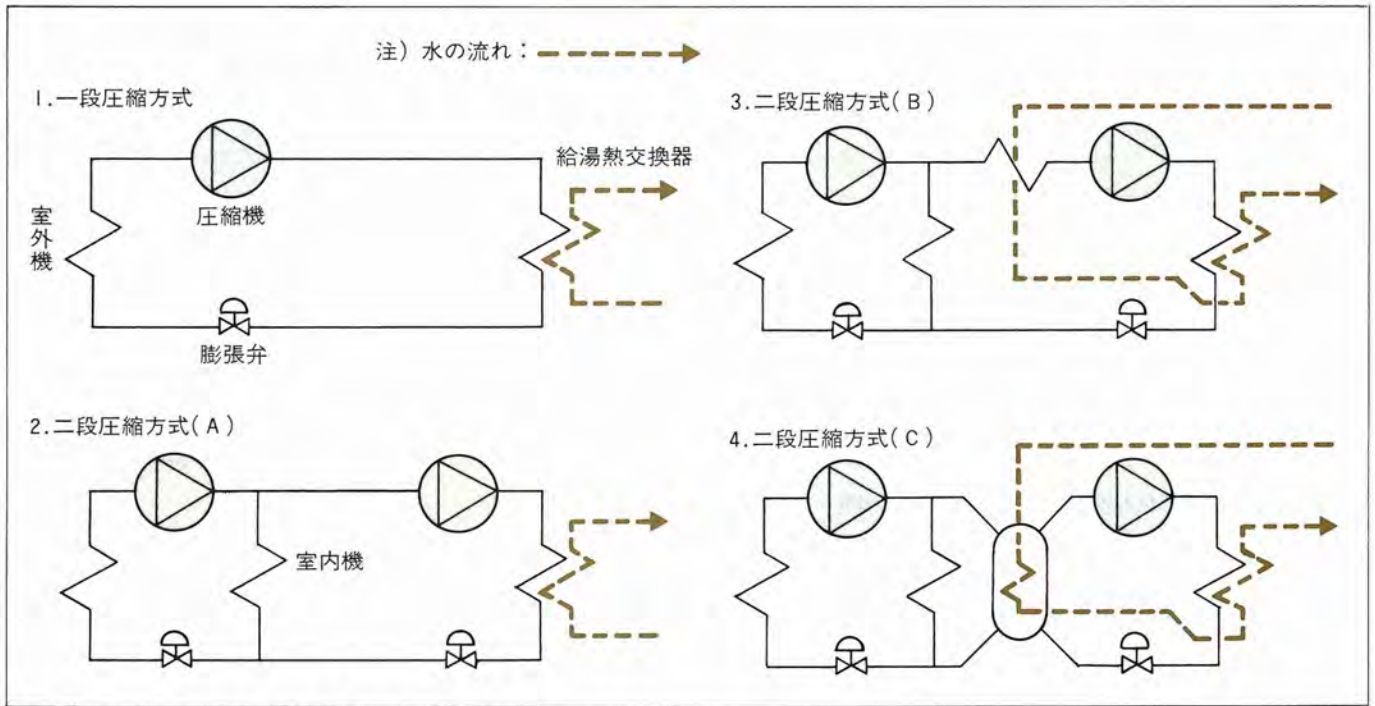 注）水の流れ：
1.一段圧縮方式
圧縮機
給湯熱交換器
室外機
膨張弁
2.二段圧縮方式(A)
室内機
3.二段圧縮方式(B)
4.二段圧縮方式(C)